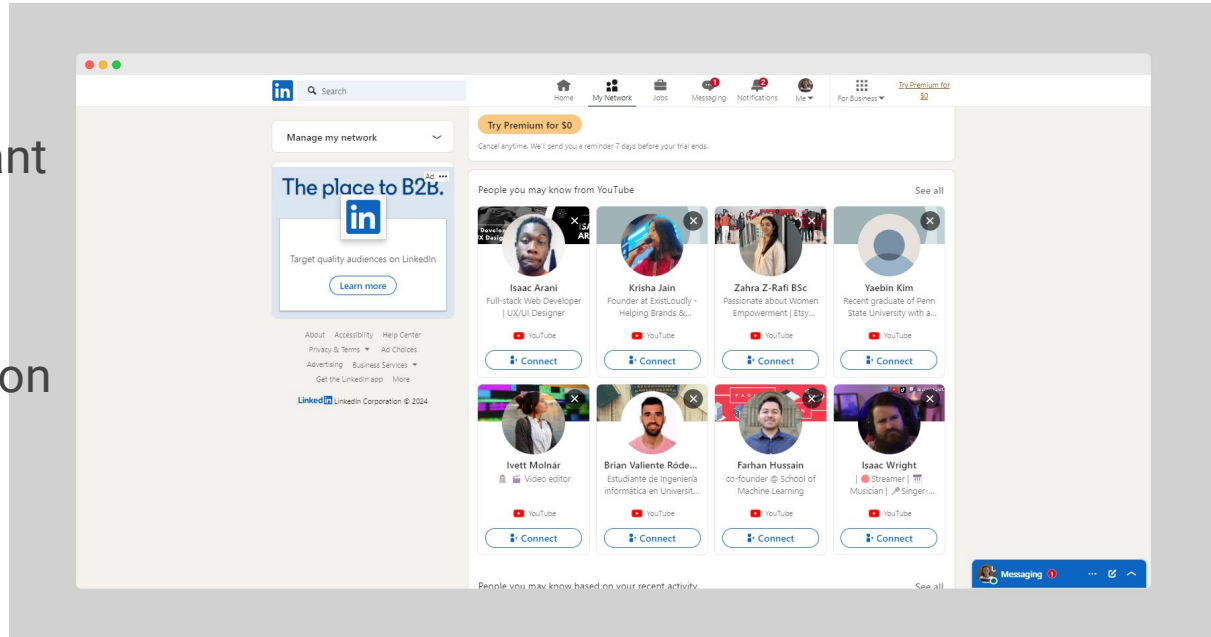 ant
on
in
Search
Home
My Network
Jobs
1
Messaging
2
Notifications
Me
For Business
Try Premium for
$0
Manage my network
The place to B2B.
Ad
in
Target quality audiences on LinkedIn
Learn more
About Accessibility Help Center
Privacy & Terms Ad Choices
Advertising Business Services
Get the LinkedIn app More
Linked in LinkedIn Corporation © 2024
Try Premium for $0
Cancel anytime. We'll send you a reminder 7 days before your trial ends.
People you may know from YouTube
See all
Isaac Arani
Full-stack Web Developer
| UX/UI Designer
YouTube
Connect
Krisha Jain
Founder at ExistLoudly -
Helping Brands &...
YouTube
Connect
Zahra Z-Rafi BSc
Passionate about Women
Empowerment | Etsy...
YouTube
Connect
Yaebin Kim
Recent graduate of Penn
State University with a...
YouTube
Connect
Ivett Molnár
Video editor
YouTube
Connect
Brian Valiente Róde...
Estudiante de Ingeniería
informática en Universit...
YouTube
Connect
Farhan Hussain
co-founder @ School of
Machine Learning
YouTube
Connect
Isaac Wright
| Streamer |
Musician | Singer-...
YouTube
Connect
People you may know based on your recent activity
See all
Messaging 1